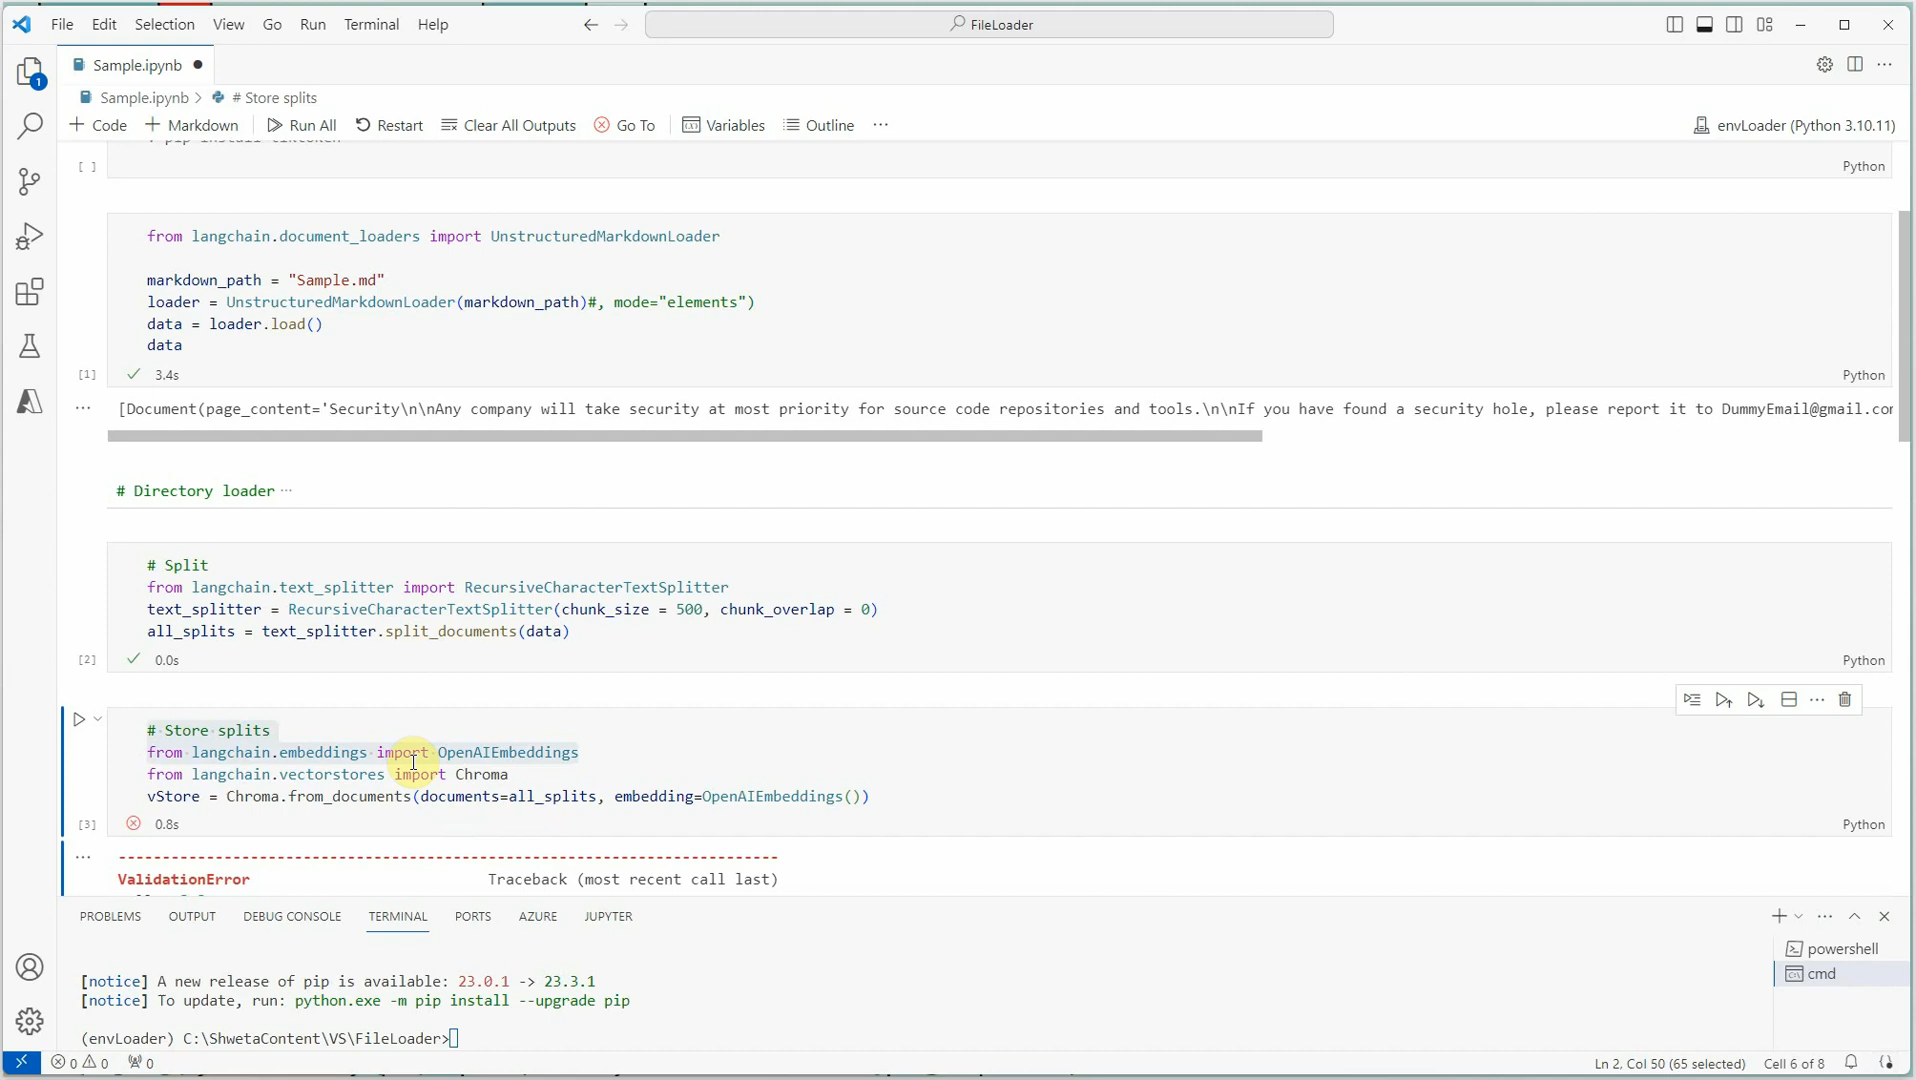 File Edit Selection View Go Run Terminal Help
FileLoader
Sample.ipynb
1
Sample.ipynb > # Store splits
+ Code + Markdown Run All Restart Clear All Outputs Go To Variables Outline ...
envLoader (Python 3.10.11)
! pip install tiktoken
[ ]
Python
from langchain.document_loaders import UnstructuredMarkdownLoader
markdown_path = "Sample.md"
loader = UnstructuredMarkdownLoader(markdown_path)#, mode="elements")
data = loader.load()
data
[1] 3.4s
Python
... [Document(page_content='Security\n\nAny company will take security at most priority for source code repositories and tools.\n\nIf you have found a security hole, please report it to DummyEmail@gmail.com
# Directory loader ...
# Split
from langchain.text_splitter import RecursiveCharacterTextSplitter
text_splitter = RecursiveCharacterTextSplitter(chunk_size = 500, chunk_overlap = 0)
all_splits = text_splitter.split_documents(data)
[2] 0.0s
Python
# Store splits
from langchain.embeddings import OpenAIEmbeddings
from langchain.vectorstores import Chroma
vStore = Chroma.from_documents(documents=all_splits, embedding=OpenAIEmbeddings())
[3] 0.8s
Python
... ---------------------------------------------------------------------------
ValidationError Traceback (most recent call last)
PROBLEMS OUTPUT DEBUG CONSOLE TERMINAL PORTS AZURE JUPYTER
powershell
cmd
[notice] A new release of pip is available: 23.0.1 -> 23.3.1
[notice] To update, run: python.exe -m pip install --upgrade pip
(envLoader) C:\ShwetaContent\VS\FileLoader>
0 0 0
Ln 2, Col 50 (65 selected) Cell 6 of 8